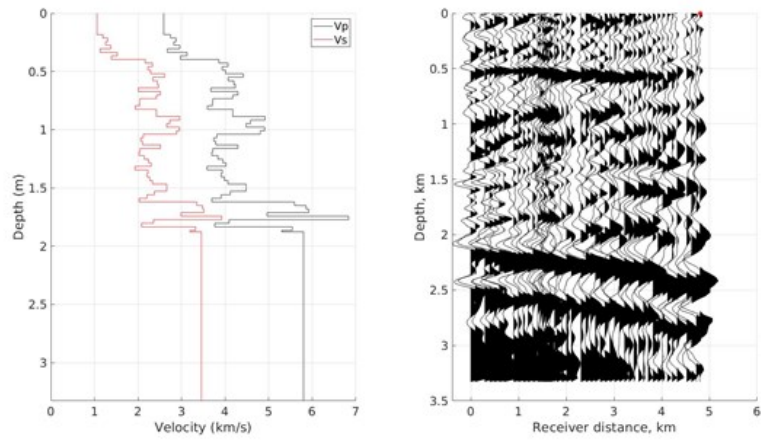 Vp
Vs
0
0.5
1
1.5
2
2.5
3
Depth (m)
0 1 2 3 4 5 6 7
Velocity (km/s)
0
0.5
1
1.5
2
2.5
3
3.5
Depth, km
0 1 2 3 4 5 6
Receiver distance, km